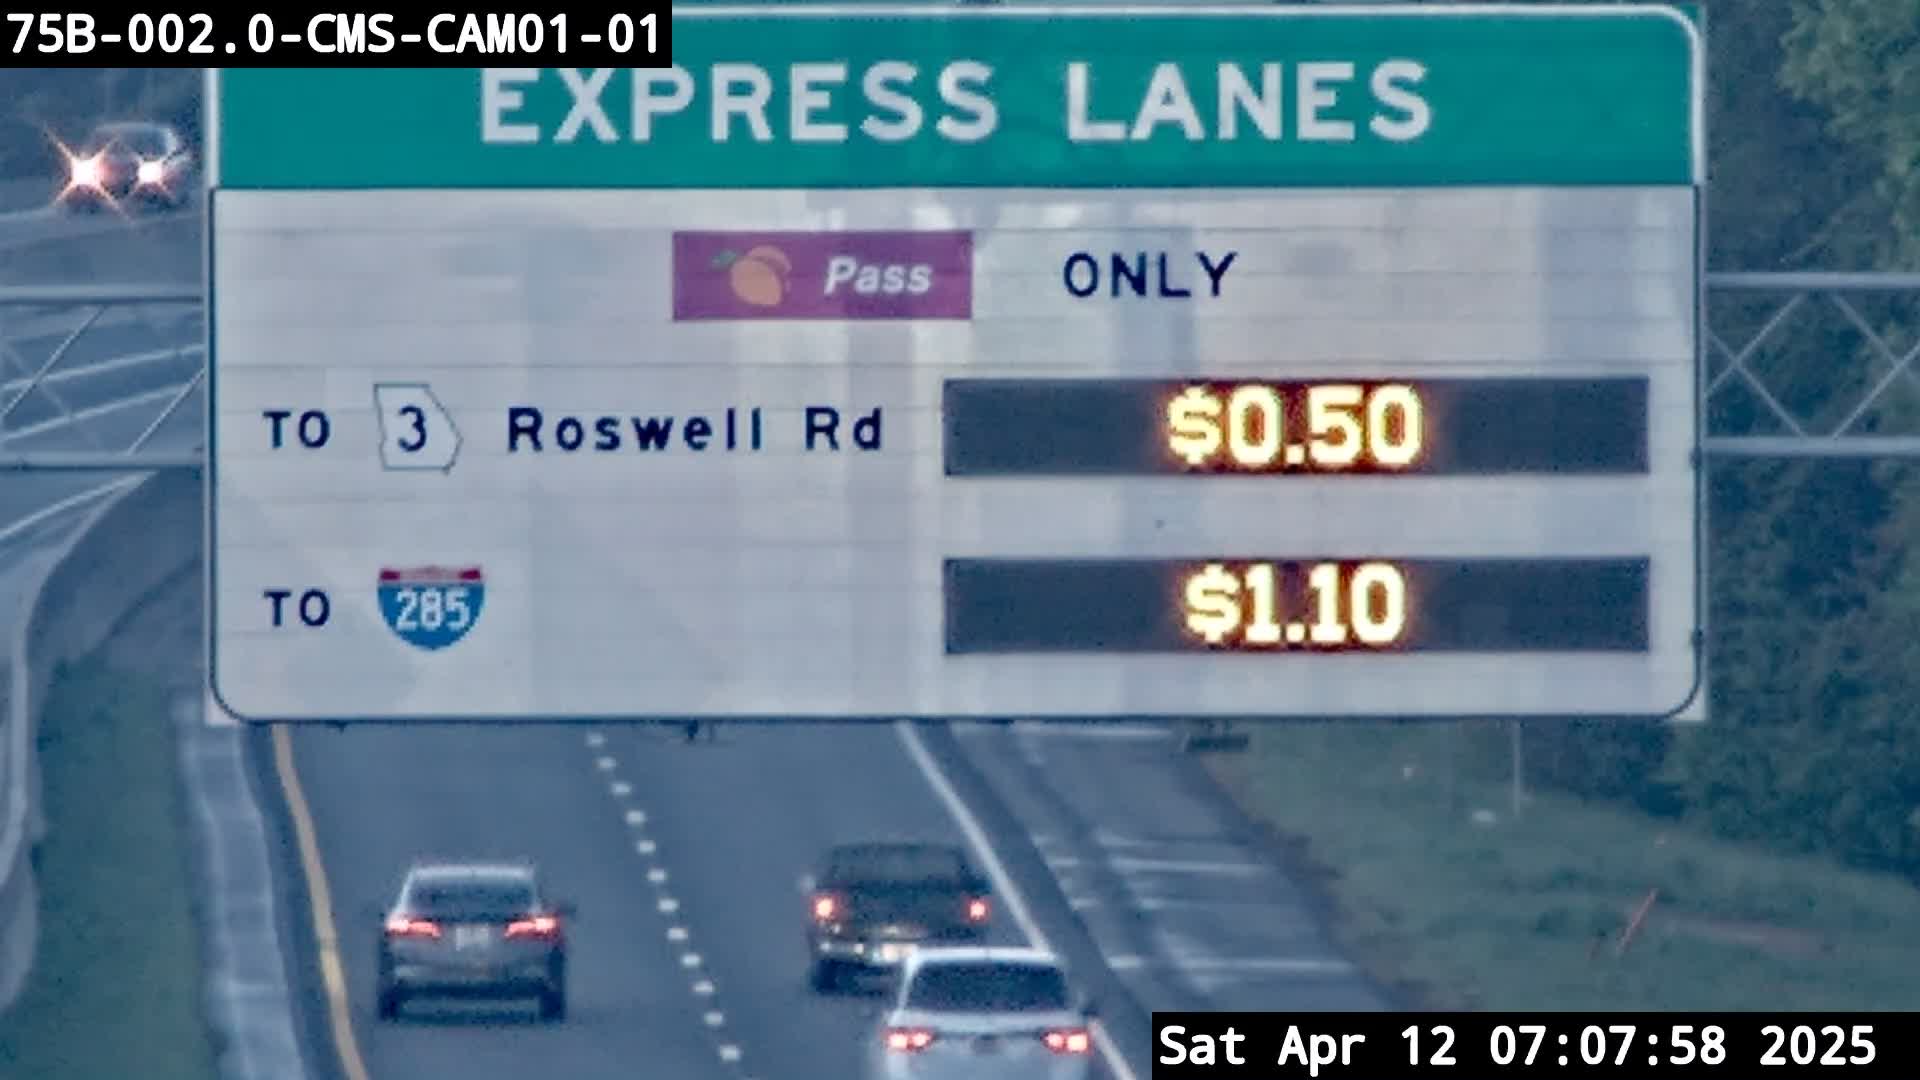 75B-002.0-CMS-CAM01-01
EXPRESS LANES
Pass ONLY
TO 3 Roswell Rd $0.50
TO 285 $1.10
Sat Apr 12 07:07:58 2025